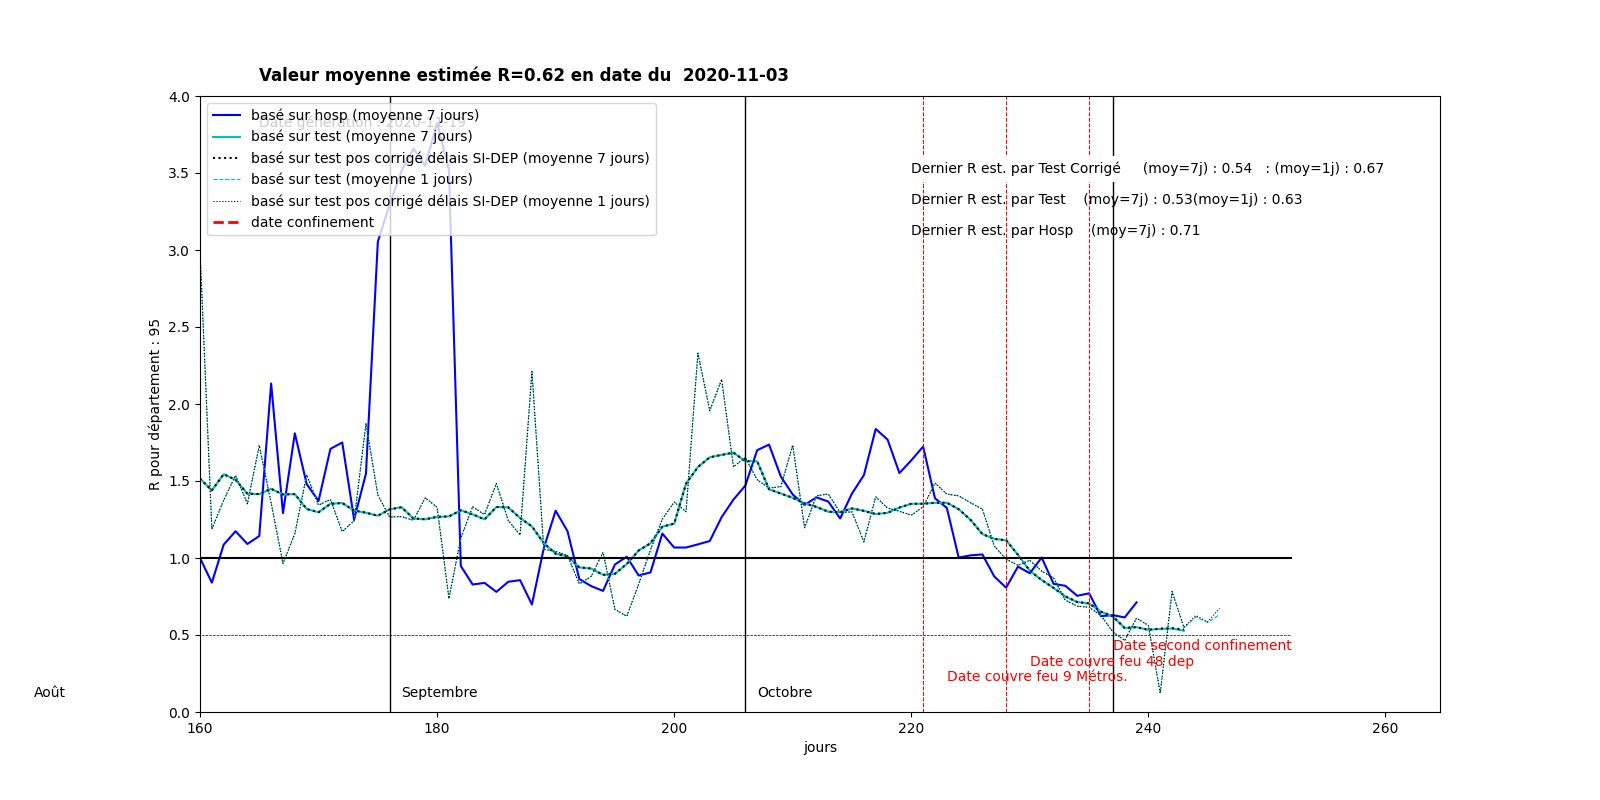 Valeur moyenne estimée R=0.62 en date du  2020-11-03
4.0
3.5
3.0
2.5
2.0
1.5
1.0
0.5
0.0
R pour département : 95
basé sur hosp (moyenne 7 jours)
basé sur test (moyenne 7 jours)
basé sur test pos corrigé délais SI-DEP (moyenne 7 jours)
basé sur test (moyenne 1 jours)
basé sur test pos corrigé délais SI-DEP (moyenne 1 jours)
date confinement
Dernier R est. par Test Corrigé     (moy=7j) : 0.54   : (moy=1j) : 0.67
Dernier R est. par Test    (moy=7j) : 0.53(moy=1j) : 0.63
Dernier R est. par Hosp    (moy=7j) : 0.71
Date second confinement
Date couvre feu 48 dep
Date couvre feu 9 Métros.
Août
Septembre
Octobre
160
180
200
220
240
260
jours